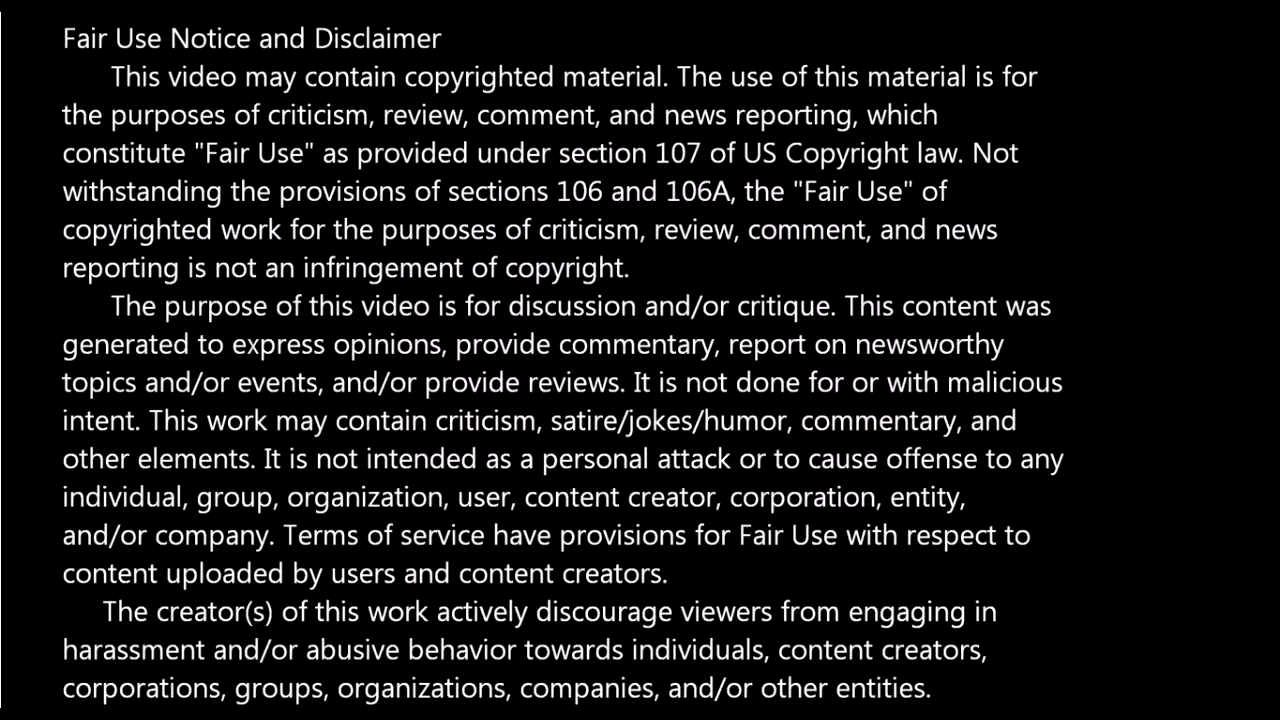 Fair Use Notice and Disclaimer
This video may contain copyrighted material. The use of this material is for
the purposes of criticism, review, comment, and news reporting, which
constitute "Fair Use" as provided under section 107 of US Copyright law. Not
withstanding the provisions of sections 106 and 106A, the "Fair Use" of
copyrighted work for the purposes of criticism, review, comment, and news
reporting is not an infringement of copyright.
The purpose of this video is for discussion and/or critique. This content was
generated to express opinions, provide commentary, report on newsworthy
topics and/or events, and/or provide reviews. It is not done for or with malicious
intent. This work may contain criticism, satire/jokes/humor, commentary, and
other elements. It is not intended as a personal attack or to cause offense to any
individual, group, organization, user, content creator, corporation, entity,
and/or company. Terms of service have provisions for Fair Use with respect to
content uploaded by users and content creators.
The creator(s) of this work actively discourage viewers from engaging in
harassment and/or abusive behavior towards individuals, content creators,
corporations, groups, organizations, companies, and/or other entities.